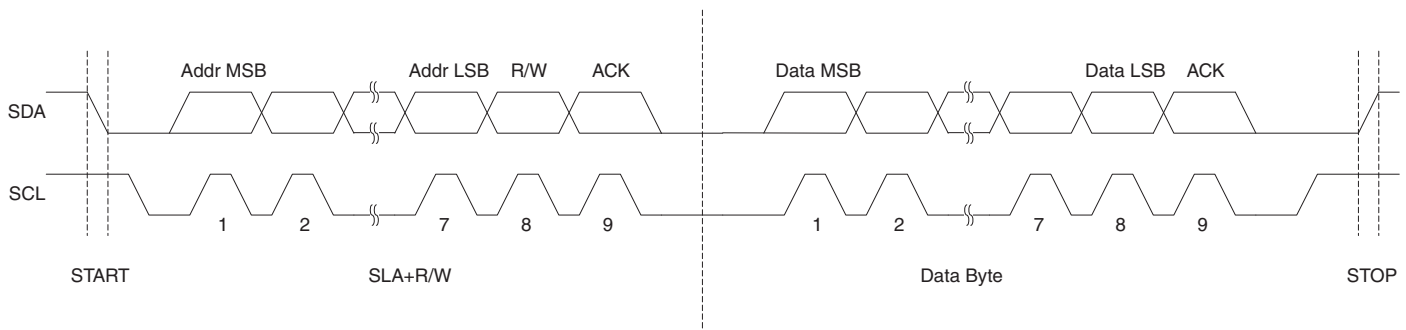 Addr MSB Addr LSB R/W ACK Data MSB Data LSB ACK
SDA
SCL
1 2 7 8 9 1 2 7 8 9
START SLA+R/W Data Byte STOP